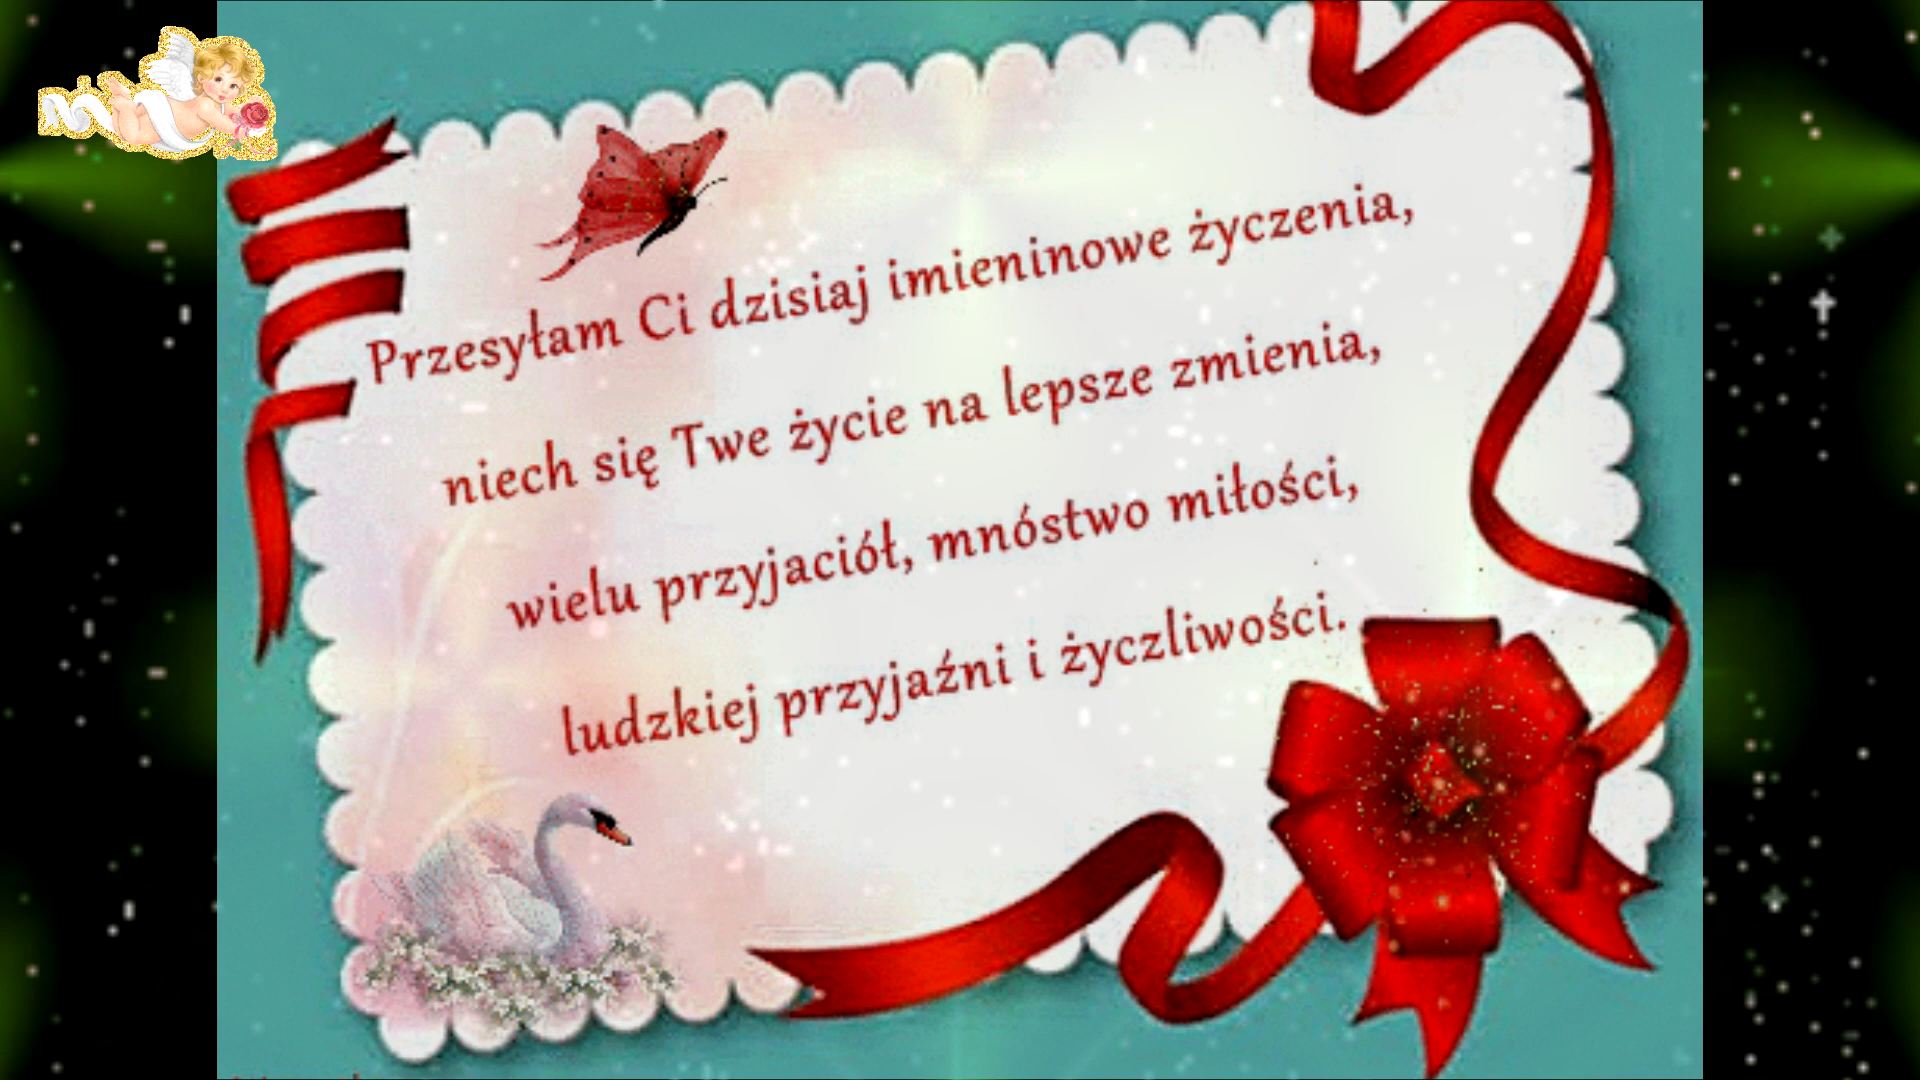 Przesyłam Ci dzisiaj imieninowe życzenia,
niech się Twe życie na lepsze zmienia,
wielu przyjaciół, mnóstwo miłości,
ludzkiej przyjaźni i życzliwości.